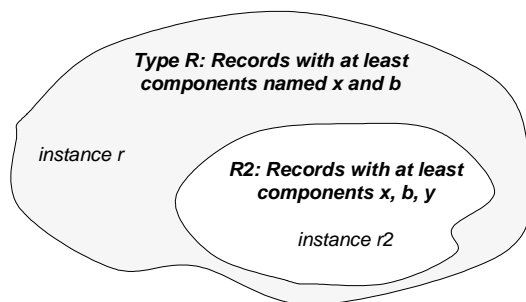 Type R: Records with at least
components named x and b
instance r
R2: Records with at least
components x, b, y
instance r2